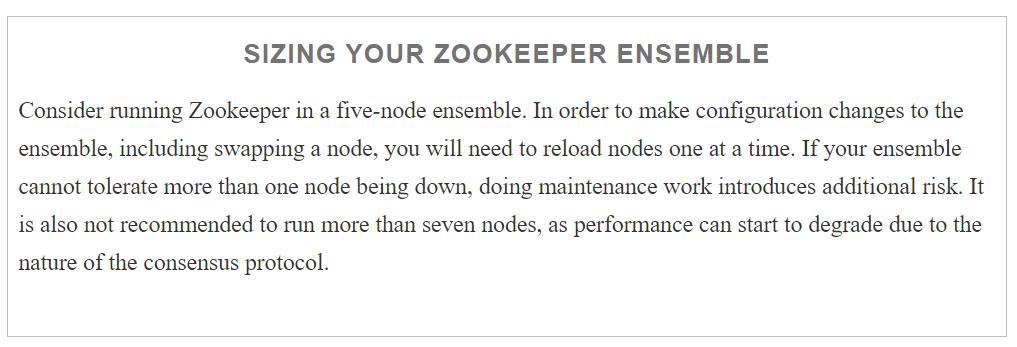 SIZING YOUR ZOOKEEPER ENSEMBLE
Consider running Zookeeper in a five-node ensemble. In order to make configuration changes to the
ensemble, including swapping a node, you will need to reload nodes one at a time. If your ensemble
cannot tolerate more than one node being down, doing maintenance work introduces additional risk. It
is also not recommended to run more than seven nodes, as performance can start to degrade due to the
nature of the consensus protocol.